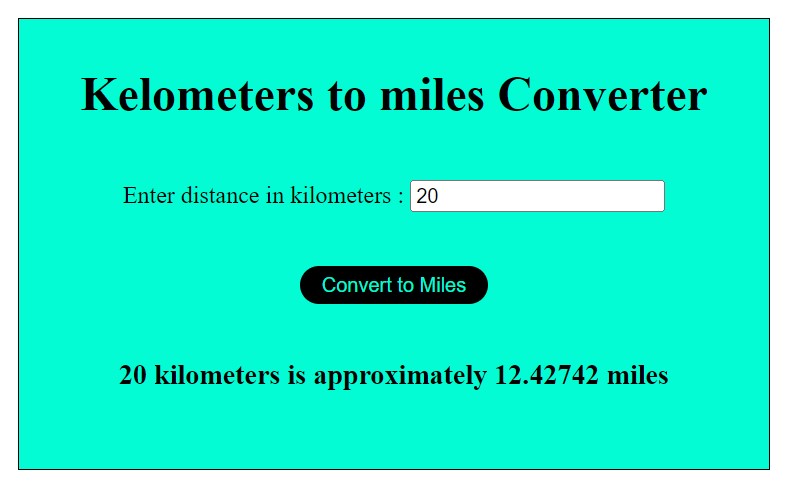 Kelometers to miles Converter
Enter distance in kilometers : 20
Convert to Miles
20 kilometers is approximately 12.42742 miles